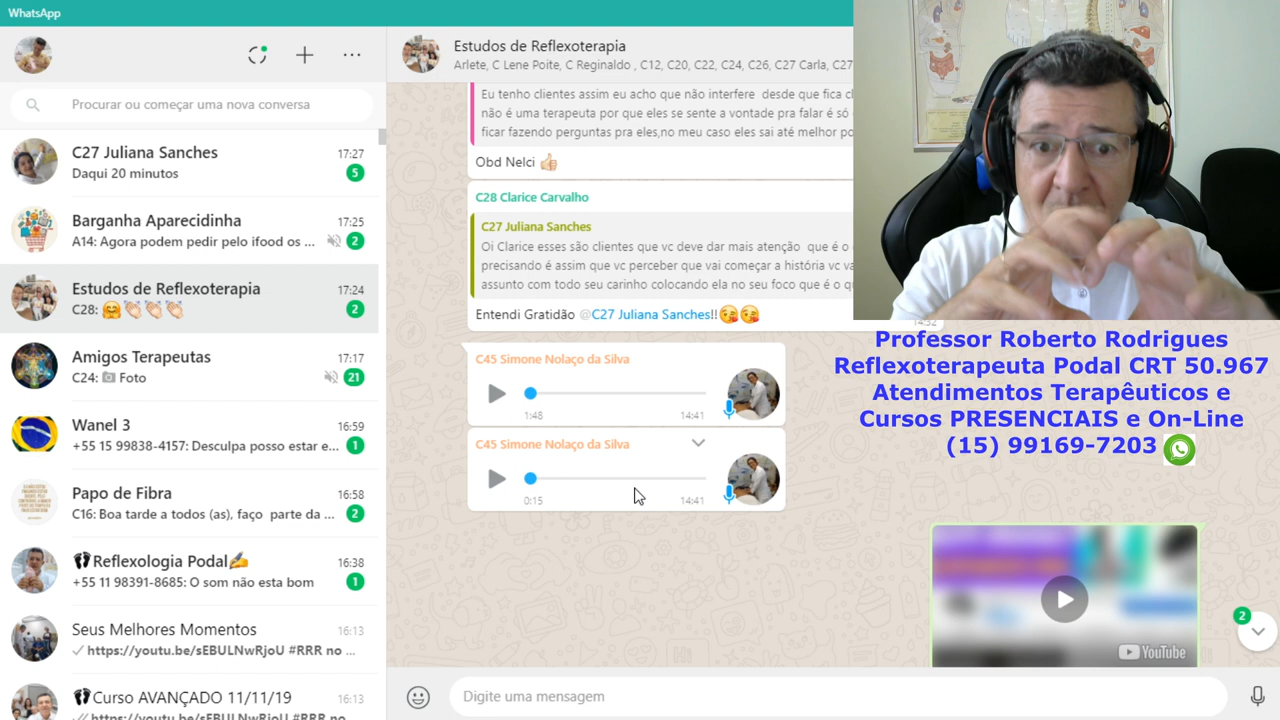 WhatsApp
Procurar ou começar uma nova conversa
C27 Juliana Sanches 17:27
Daqui 20 minutos 5
Barganha Aparecidinha 17:25
A14: Agora podem pedir pelo ifood os ... 2
Estudos de Reflexoterapia 17:24
C28: 🤗👏🏻👏🏻👏🏻 2
Amigos Terapeutas 17:17
C24: 📷 Foto 21
Wanel 3 16:59
+55 15 99838-4157: Desculpa posso estar e... 1
Papo de Fibra 16:58
C16: Boa tarde a todos (as), faço parte da ... 2
👣Reflexologia Podal✍️ 16:38
+55 11 98391-8685: O som não esta bom 1
Seus Melhores Momentos 16:13
✓ https://youtu.be/sEBULNwRjoU #RRR no ...
👣Curso AVANÇADO 11/11/19 16:13
https://youtu.be/sEBULNwRjoU #RRR no
Estudos de Reflexoterapia
Arlete, C Lene Poite, C Reginaldo , C12, C20, C22, C24, C26, C27 Carla, C27
Eu tenho clientes assim eu acho que não interfere desde que fica
não é uma terapeuta por que eles se sente a vontade pra falar é só
ficar fazendo perguntas pra eles,no meu caso eles sai até melhor
Obd Nelci 👍🏻
C28 Clarice Carvalho
C27 Juliana Sanches
Oi Clarice esses são clientes que vc deve dar mais atenção que é o
precisando é assim que vc perceber que vai começar a história vc
assunto com todo seu carinho colocando ela no seu foco que é o
Entendi Gratidão @C27 Juliana Sanches!!😘😘
C45 Simone Nolaço da Silva
1:48 14:41
C45 Simone Nolaço da Silva
0:15 14:41
YouTube
2
Digite uma mensagem
Professor Roberto Rodrigues
Reflexoterapeuta Podal CRT 50.967
Atendimentos Terapêuticos e
Cursos PRESENCIAIS e On-Line
(15) 99169-7203